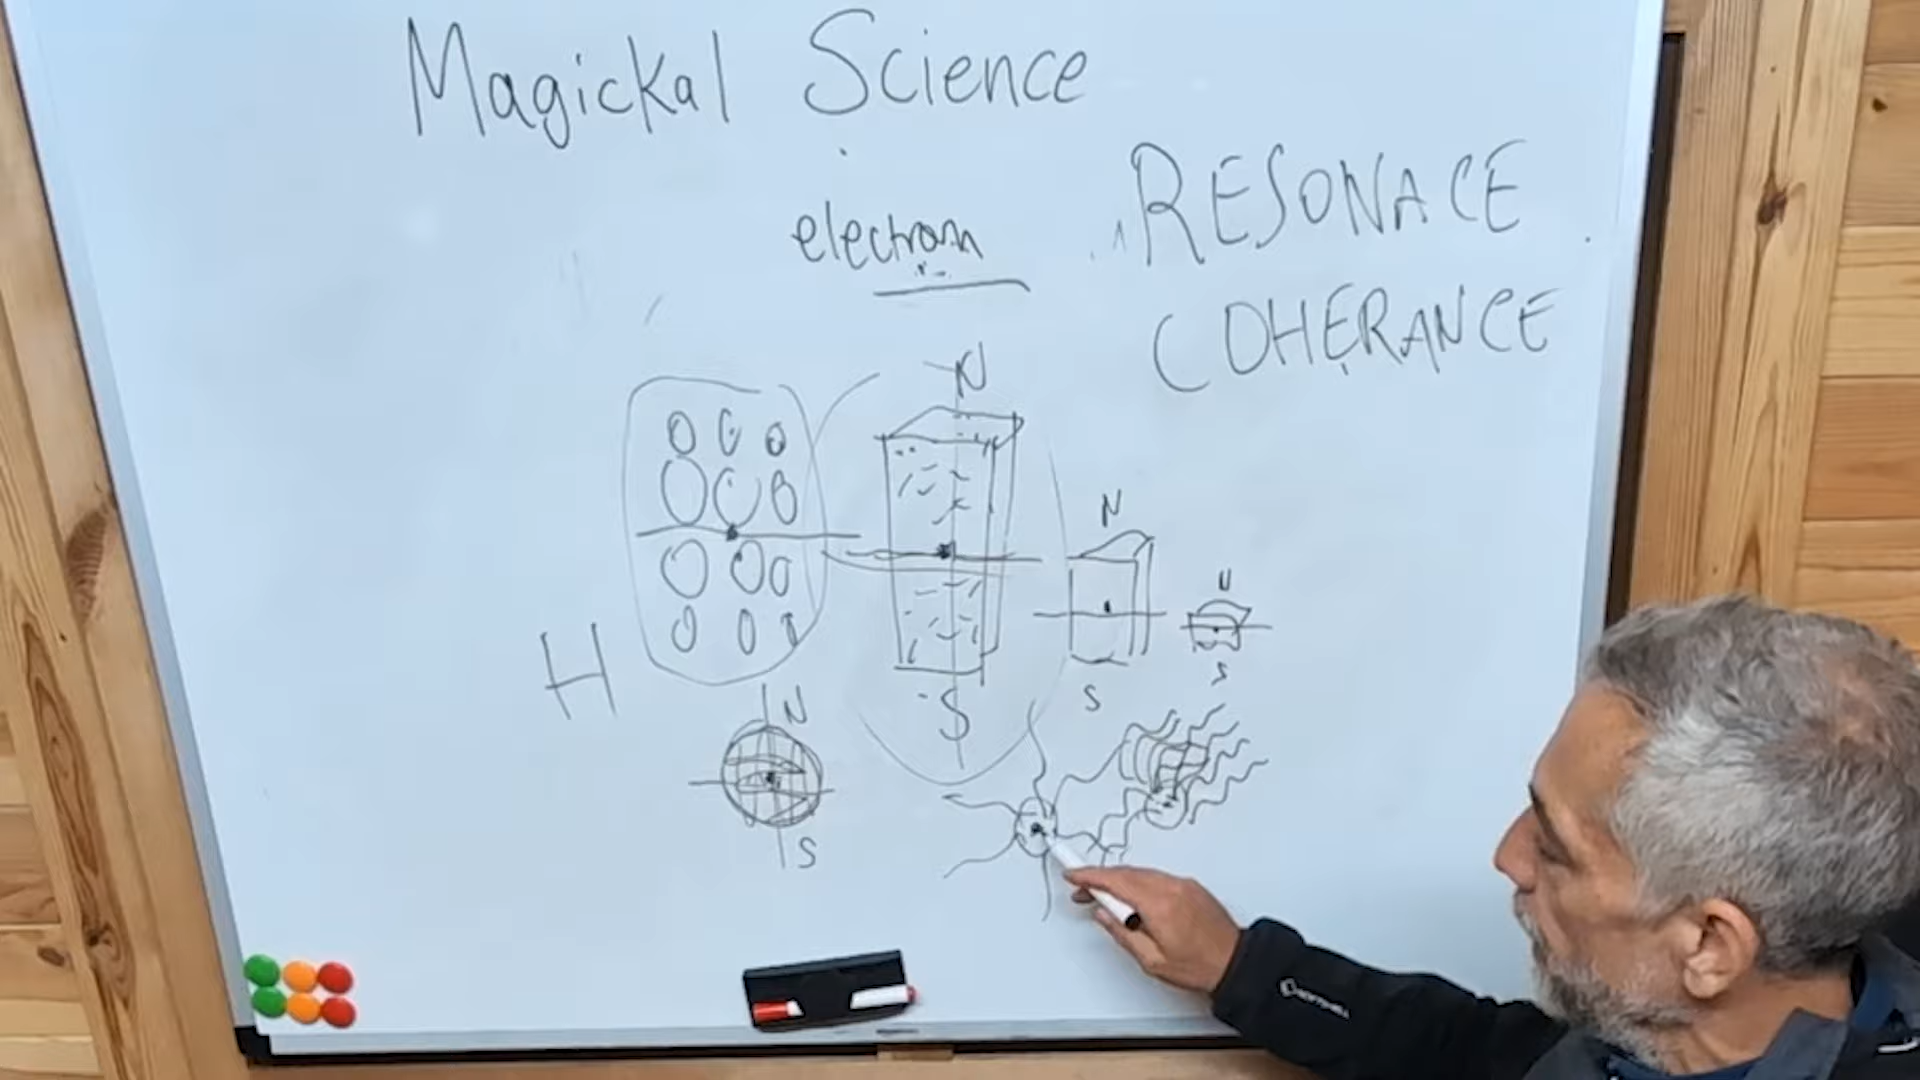 Magickal Science
electron
RESONACE
COHERANCE
N
N
N
S
S
S
H
N
S